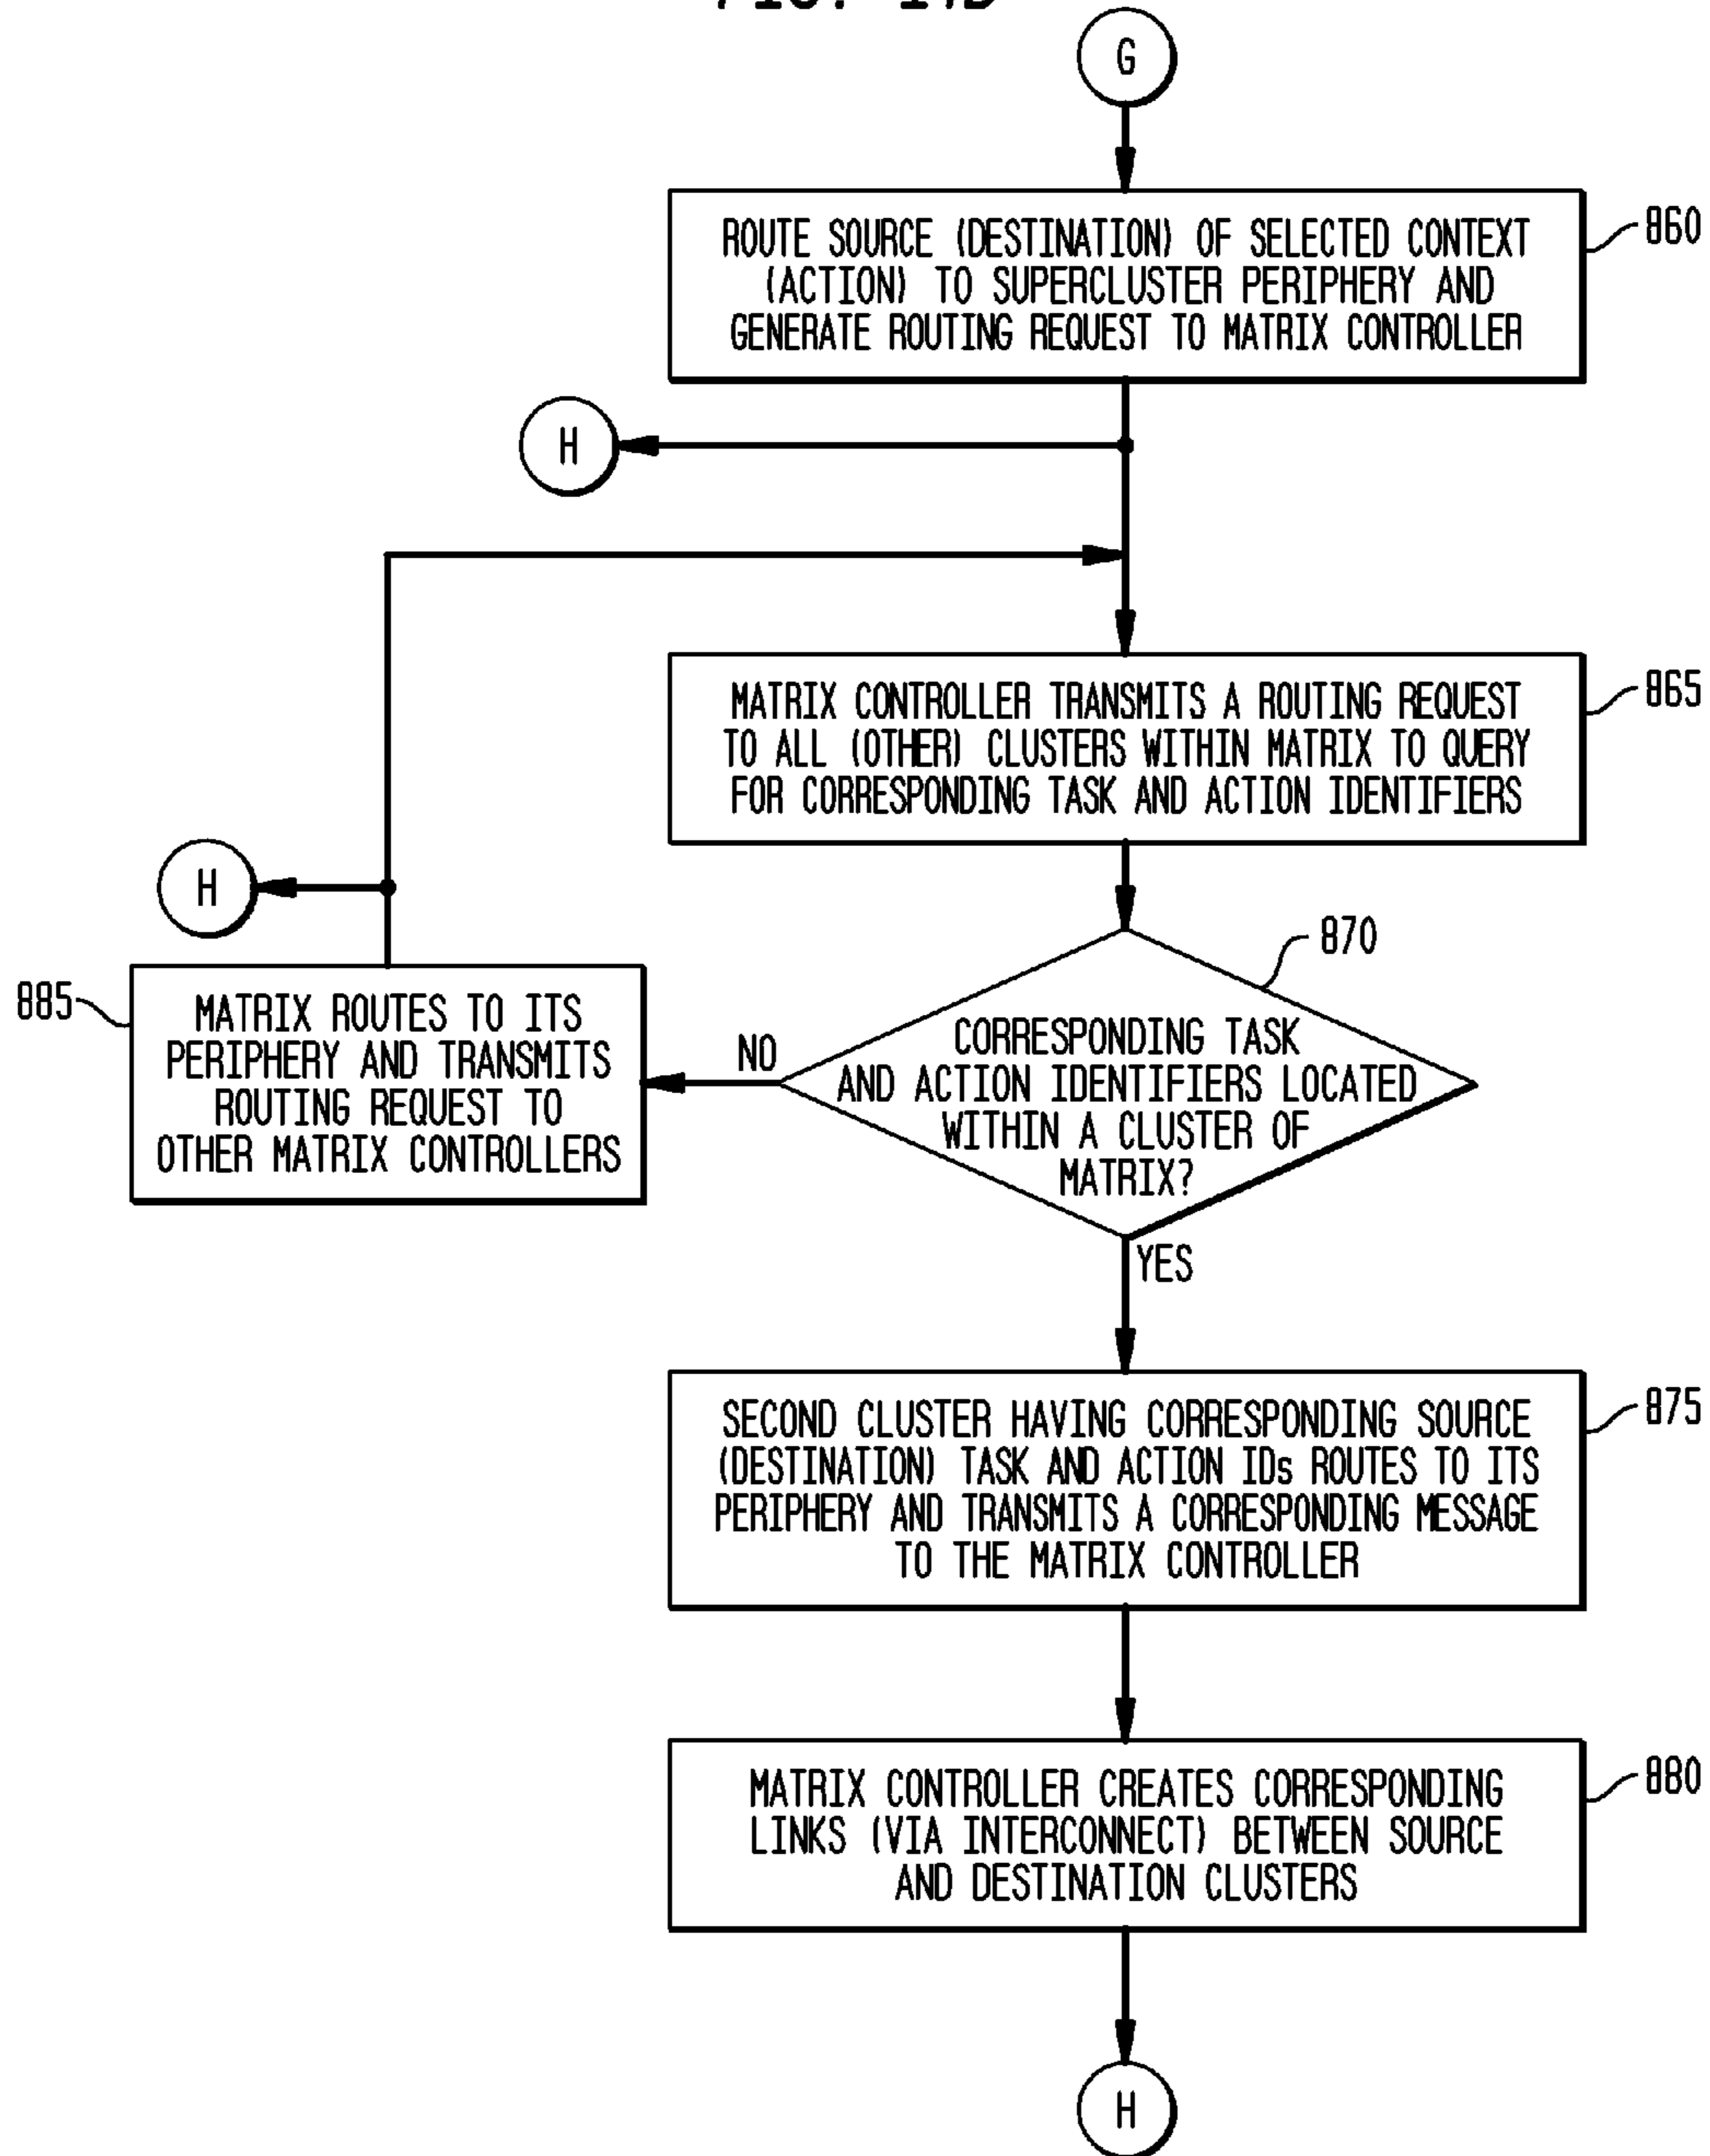 G
ROUTE SOURCE (DESTINATION) OF SELECTED CONTEXT
(ACTION) TO SUPERCLUSTER PERIPHERY AND
GENERATE ROUTING REQUEST TO MATRIX CONTROLLER
860
H
MATRIX CONTROLLER TRANSMITS A ROUTING REQUEST
TO ALL (OTHER) CLUSTERS WITHIN MATRIX TO QUERY
FOR CORRESPONDING TASK AND ACTION IDENTIFIERS
865
H
870
885
MATRIX ROUTES TO ITS
PERIPHERY AND TRANSMITS
ROUTING REQUEST TO
OTHER MATRIX CONTROLLERS
NO
CORRESPONDING TASK
AND ACTION IDENTIFIERS LOCATED
WITHIN A CLUSTER OF
MATRIX?
YES
SECOND CLUSTER HAVING CORRESPONDING SOURCE
(DESTINATION) TASK AND ACTION IDs ROUTES TO ITS
PERIPHERY AND TRANSMITS A CORRESPONDING MESSAGE
TO THE MATRIX CONTROLLER
875
MATRIX CONTROLLER CREATES CORRESPONDING
LINKS (VIA INTERCONNECT) BETWEEN SOURCE
AND DESTINATION CLUSTERS
880
H